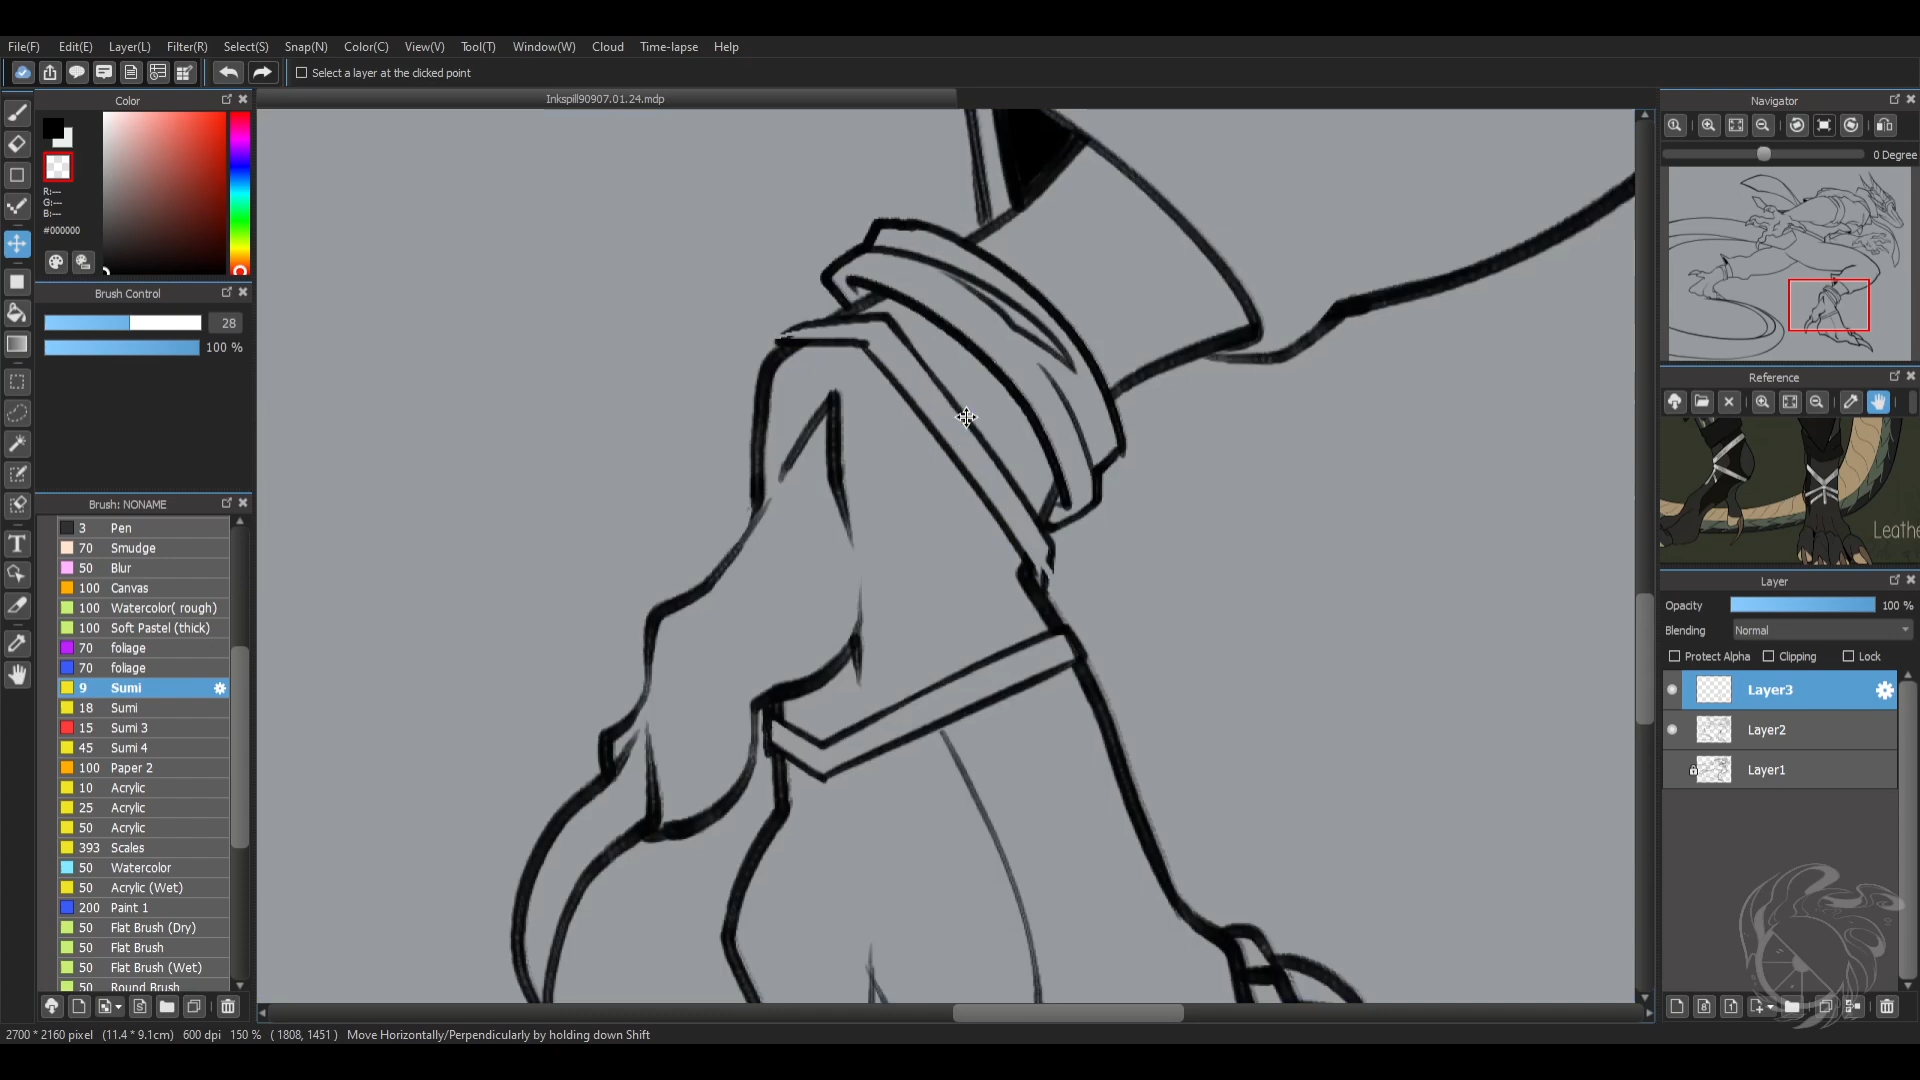 File(F) Edit(E) Layer(L) Filter(R) Select(S) Snap(N) Color(C) View(V) Tool(T) Window(W) Cloud Time-lapse Help
Select a layer at the clicked point
Color
Inkspill90907.01.24.mdp
Navigator
0 Degree
R:---
G:---
B:---
#000000
Brush Control
28
100 %
Brush: NONAME
3 Pen
70 Smudge
50 Blur
100 Canvas
100 Watercolor( rough)
100 Soft Pastel (thick)
70 foliage
70 foliage
9 Sumi
18 Sumi
15 Sumi 3
45 Sumi 4
100 Paper 2
10 Acrylic
25 Acrylic
50 Acrylic
393 Scales
50 Watercolor
50 Acrylic (Wet)
200 Paint 1
50 Flat Brush (Dry)
50 Flat Brush
50 Flat Brush (Wet)
50 Round Brush
Reference
Leathe
Layer
Opacity 100 %
Blending Normal
Protect Alpha Clipping Lock
Layer3
Layer2
Layer1
2700 * 2160 pixel (11.4 * 9.1cm) 600 dpi 150 % ( 1808, 1451 ) Move Horizontally/Perpendicularly by holding down Shift